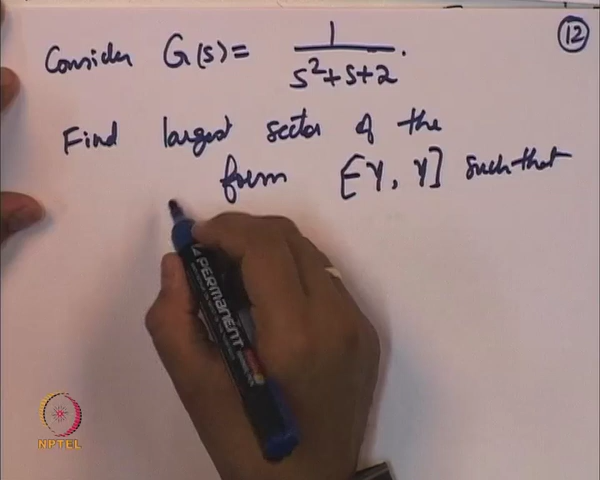 12
Consider G(s) = 1 / s²+s+2.
Find largest sector of the
form [-γ, γ] such that
PERMANENT
NPTEL